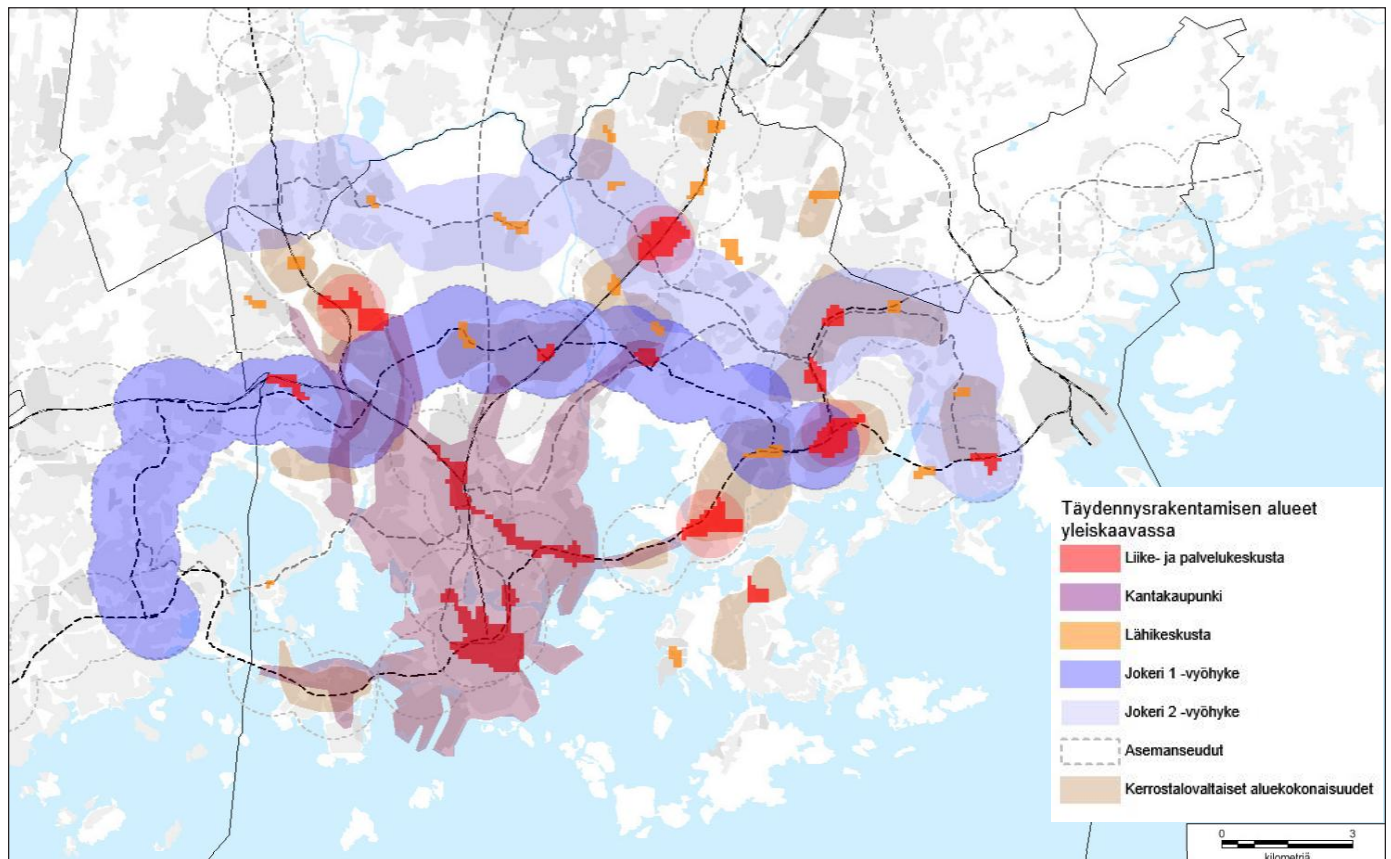 Täydennysrakentamisen alueet
yleiskaavassa
Liike- ja palvelukeskusta
Kantakaupunki
Lähikeskusta
Jokeri 1 -vyöhyke
Jokeri 2 -vyöhyke
Asemanseudut
Kerrostalovaltaiset aluekokonaisuudet
0 3
kilometriä